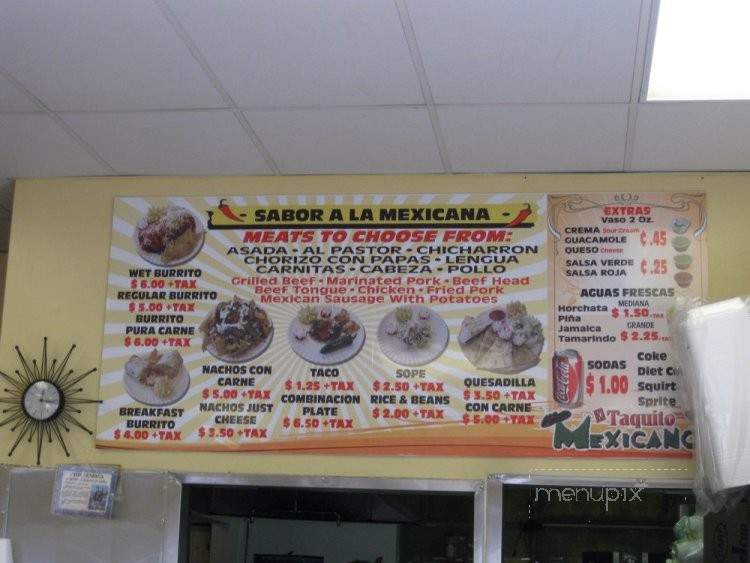 - SABOR A LA MEXICANA -
MEATS TO CHOOSE FROM:
ASADA - AL PASTOR - CHICHARRON
CHORIZO CON PAPAS - LENGUA
CARNITAS - CABEZA - POLLO
Grilled Beef - Marinated Pork - Beef Head
Beef Tongue - Chicken - Fried Pork
Mexican Sausage With Potatoes
WET BURRITO
$ 6.00 +TAX
REGULAR BURRITO
$ 5.00 +TAX
BURRITO
PURA CARNE
$ 6.00 +TAX
BREAKFAST
BURRITO
$ 4.00 +TAX
NACHOS CON
CARNE
$ 5.00 +TAX
NACHOS JUST
CHEESE
$ 3.50 +TAX
TACO
$ 1.25 +TAX
COMBINACION
PLATE
$ 6.50 +TAX
SOPE
$ 2.50 +TAX
RICE & BEANS
$ 2.00 +TAX
QUESADILLA
$ 3.50 +TAX
CON CARNE
$ 5.00 +TAX
EXTRAS
Vaso 2 Oz.
CREMA Sour Cream
GUACAMOLE ¢ .45
QUESO Cheese
SALSA VERDE ¢ .25
SALSA ROJA
AGUAS FRESCAS
MEDIANA
Horchata $ 1.50 +TAX
Piña
GRANDE
Jamaica
Tamarindo $ 2.25 +TAX
SODAS
$ 1.00
Coke
Diet Co
Squirt
Sprite
Coca-Cola
El Taquito
MEXICANO
menupix